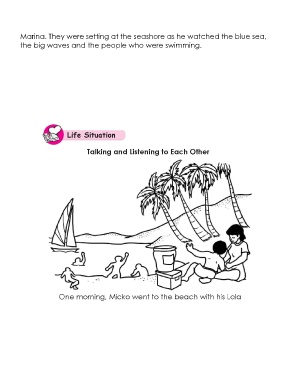 Marina. They were setting at the seashore as he watched the blue sea,
the big waves and the people who were swimming.
Life Situation
Talking and Listening to Each Other
One morning, Micko went to the beach with his Lola